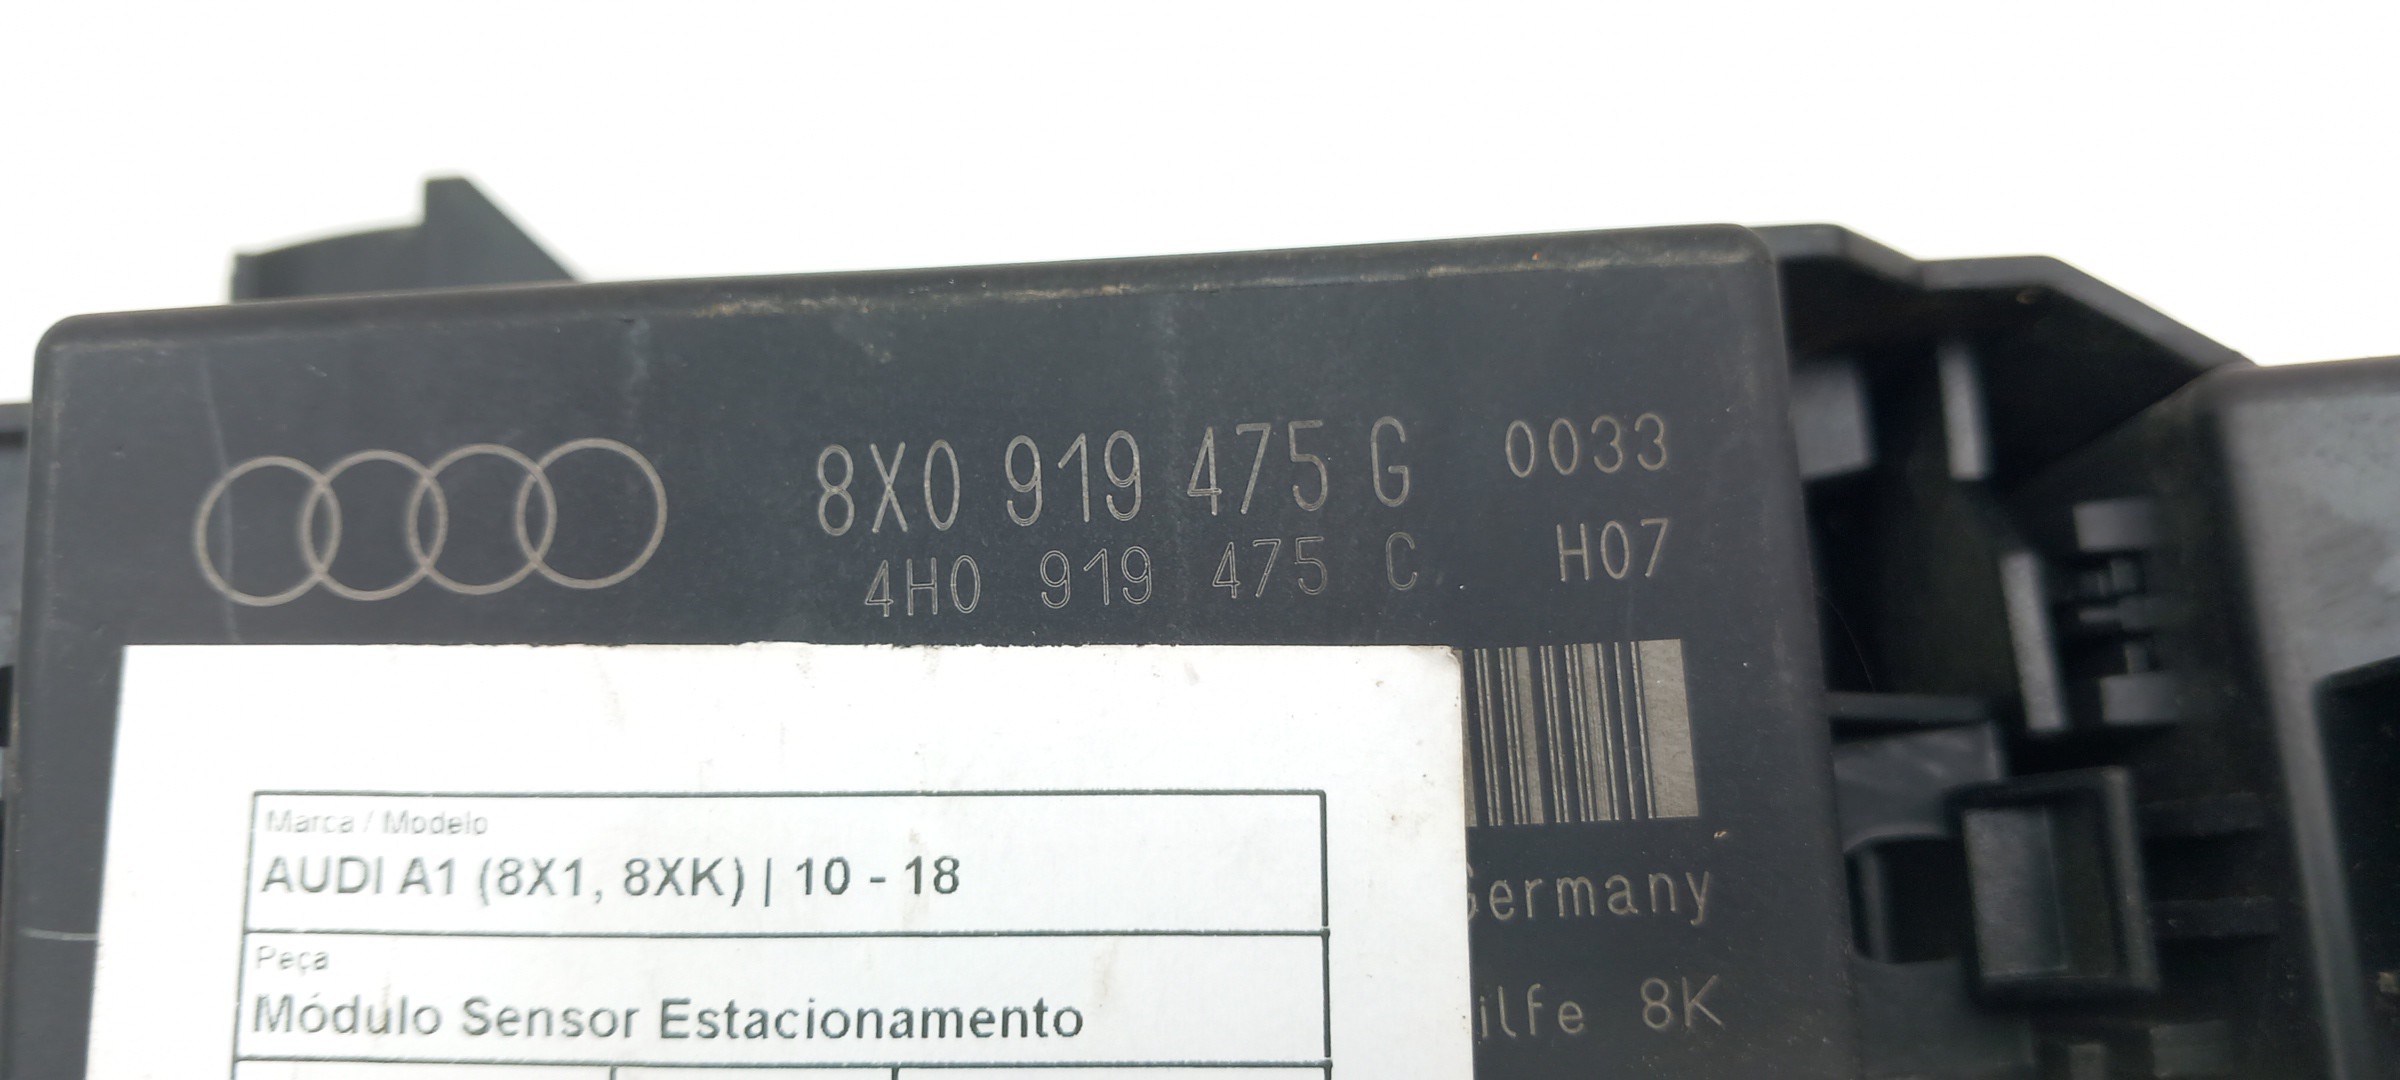 8X0 919 475 G 0033
4H0 919 475 C H07
Marca / Modelo
AUDI A1 (8X1, 8XK) | 10 - 18
Germany
Peça
Módulo Sensor Estacionamento
ilfe 8K